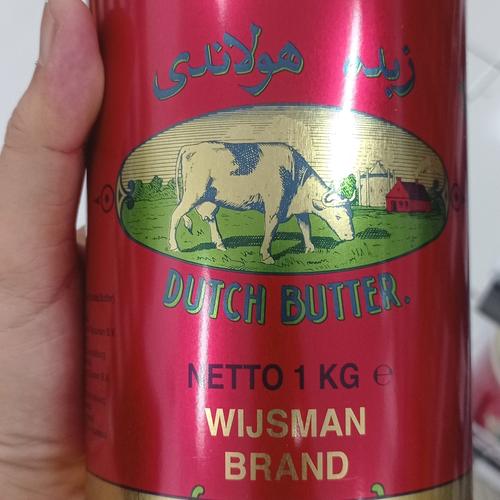 زبده هولاندى
DUTCH BUTTER.
NETTO 1 KG ℮
WIJSMAN
BRAND